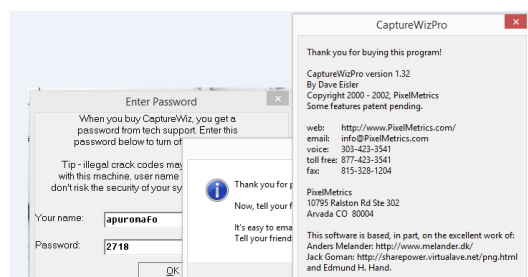 CaptureWizPro
Thank you for buying this program!
CaptureWizPro version 1.32
By Dave Eisler
Copyright 2000 - 2002, PixelMetrics
Some features patent pending.
web: http://www.PixelMetrics.com/
email: info@PixelMetrics.com
voice: 303-423-3541
toll free: 877-423-3541
fax: 815-328-1204
PixelMetrics
10795 Ralston Rd Ste 302
Arvada CO 80004
This software is based, in part, on the excellent work of:
Anders Melander: http://www.melander.dk/
Jack Goman: http://sharepower.virtualave.net/png.html
and Edmund H. Hand.
Enter Password
When you buy CaptureWiz, you get a
password from tech support. Enter this
password below to turn of
Tip - illegal crack codes may
with this machine, user name
don't risk the security of your sy
Your name: apuromafo
Password: 2718
OK
Thank you for
Now, tell your
It's easy to ema
Tell your friend